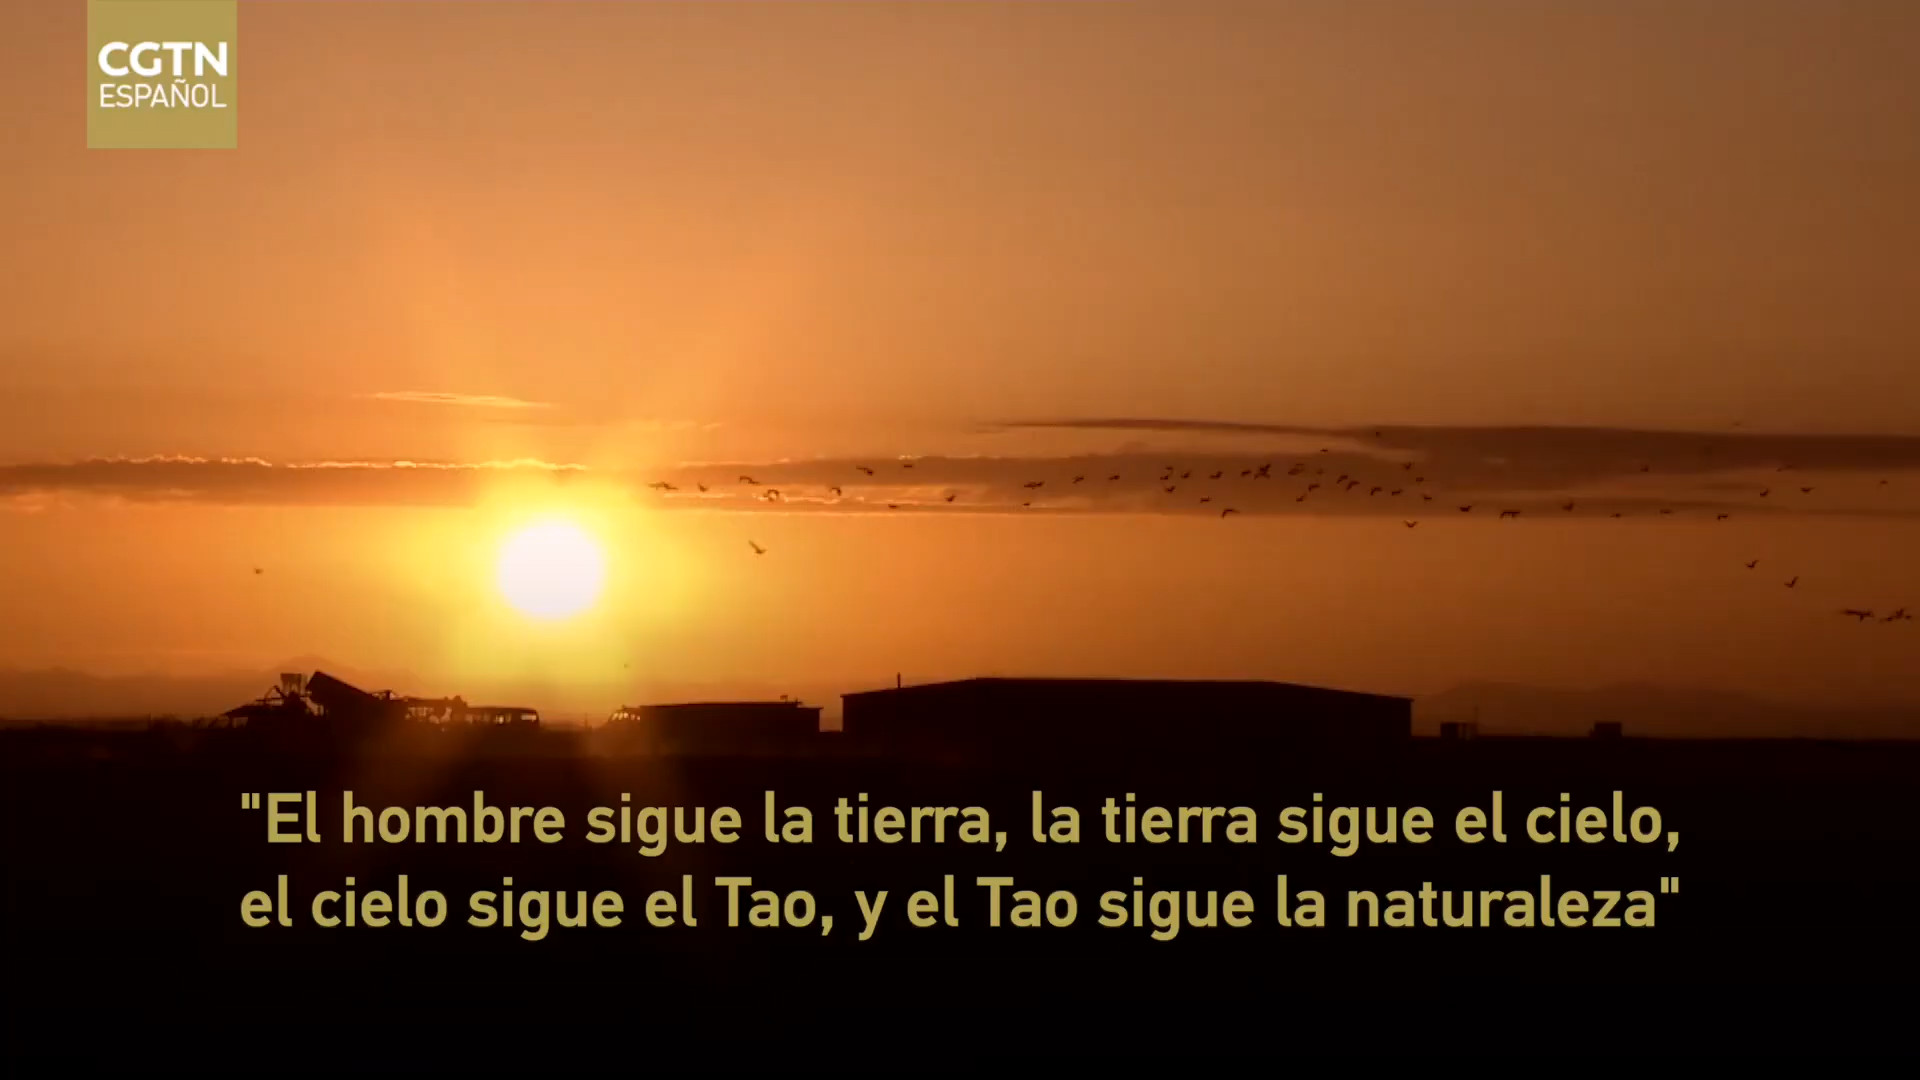 CGTN
ESPAÑOL
"El hombre sigue la tierra, la tierra sigue el cielo,
el cielo sigue el Tao, y el Tao sigue la naturaleza"